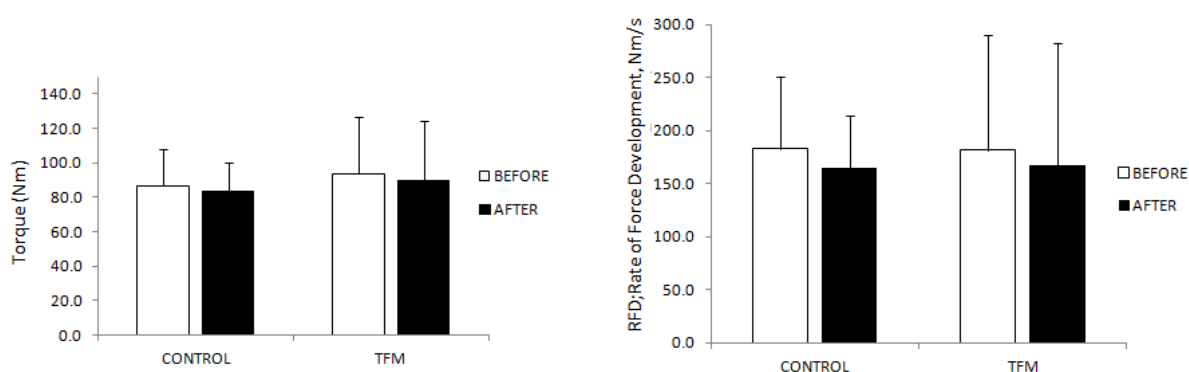 Torque (Nm)
140.0
120.0
100.0
80.0
60.0
40.0
20.0
0.0
CONTROL
TFM
BEFORE
AFTER
RFD;Rate of Force Development, Nm/s
300.0
250.0
200.0
150.0
100.0
50.0
0.0
CONTROL
TFM
BEFORE
AFTER